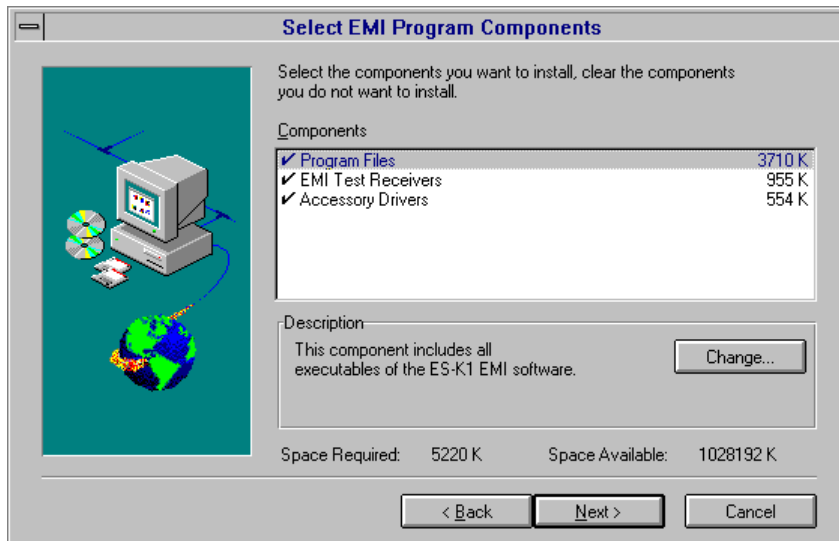 Select EMI Program Components
Select the components you want to install, clear the components
you do not want to install.
Components
✔ Program Files 3710 K
✔ EMI Test Receivers 955 K
✔ Accessory Drivers 554 K
Description
This component includes all
executables of the ES-K1 EMI software.
Change...
Space Required: 5220 K Space Available: 1028192 K
< Back Next > Cancel